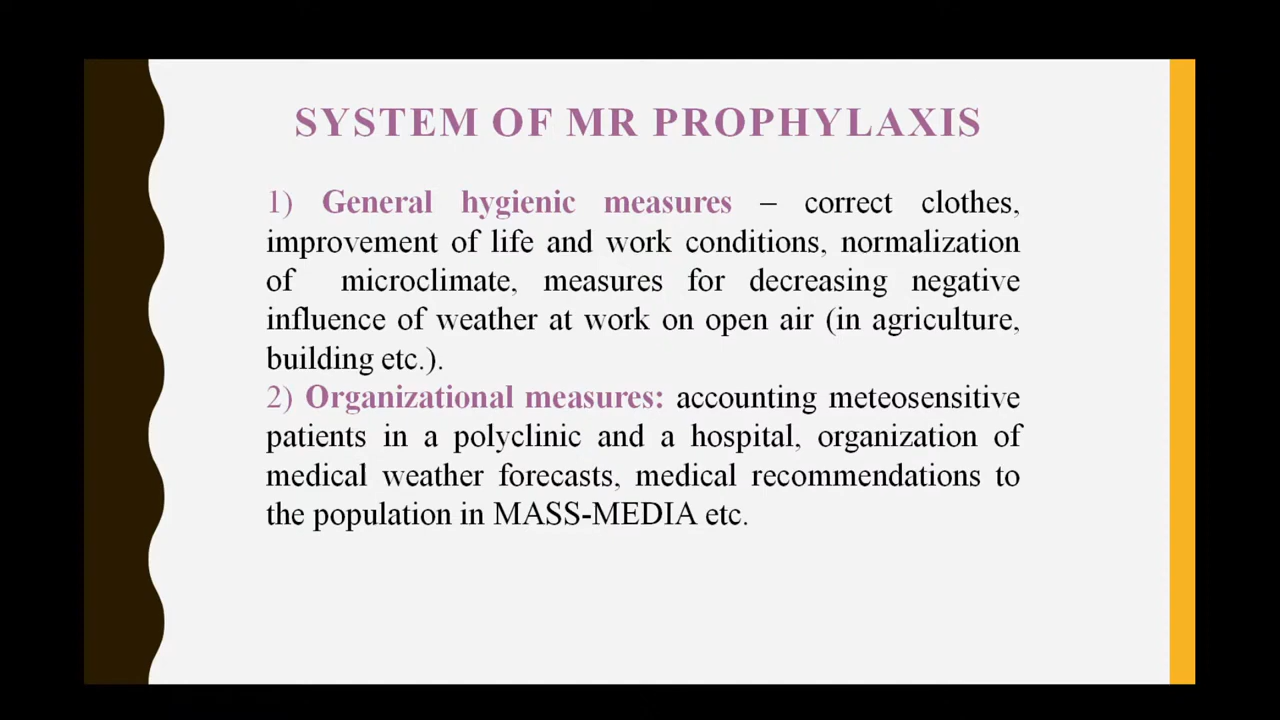 SYSTEM OF MR PROPHYLAXIS
1) General hygienic measures – correct clothes,
improvement of life and work conditions, normalization
of microclimate, measures for decreasing negative
influence of weather at work on open air (in agriculture,
building etc.).
2) Organizational measures: accounting meteosensitive
patients in a polyclinic and a hospital, organization of
medical weather forecasts, medical recommendations to
the population in MASS-MEDIA etc.